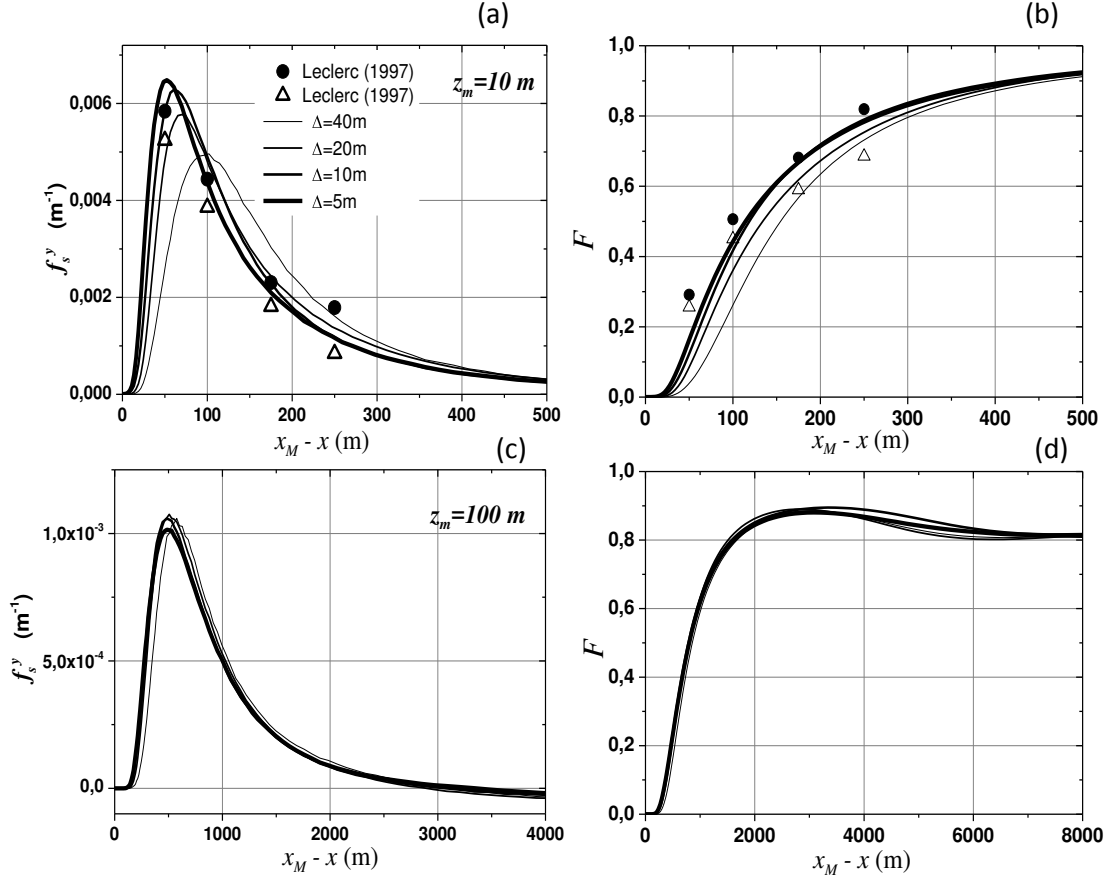 (a)
f_s^y (m⁻¹)
0,006
0,004
0,002
0,000
Leclerc (1997)
Leclerc (1997)
Δ=40m
Δ=20m
Δ=10m
Δ=5m
z_m=10 m
0 100 200 300 400 500
x_M - x (m)
(b)
F
1,0
0,8
0,6
0,4
0,2
0,0
0 100 200 300 400 500
x_M - x (m)
(c)
f_s^y (m⁻¹)
1,0x10⁻³
5,0x10⁻⁴
0,0
z_m=100 m
0 1000 2000 3000 4000
x_M - x (m)
(d)
F
1,0
0,8
0,6
0,4
0,2
0,0
0 2000 4000 6000 8000
x_M - x (m)